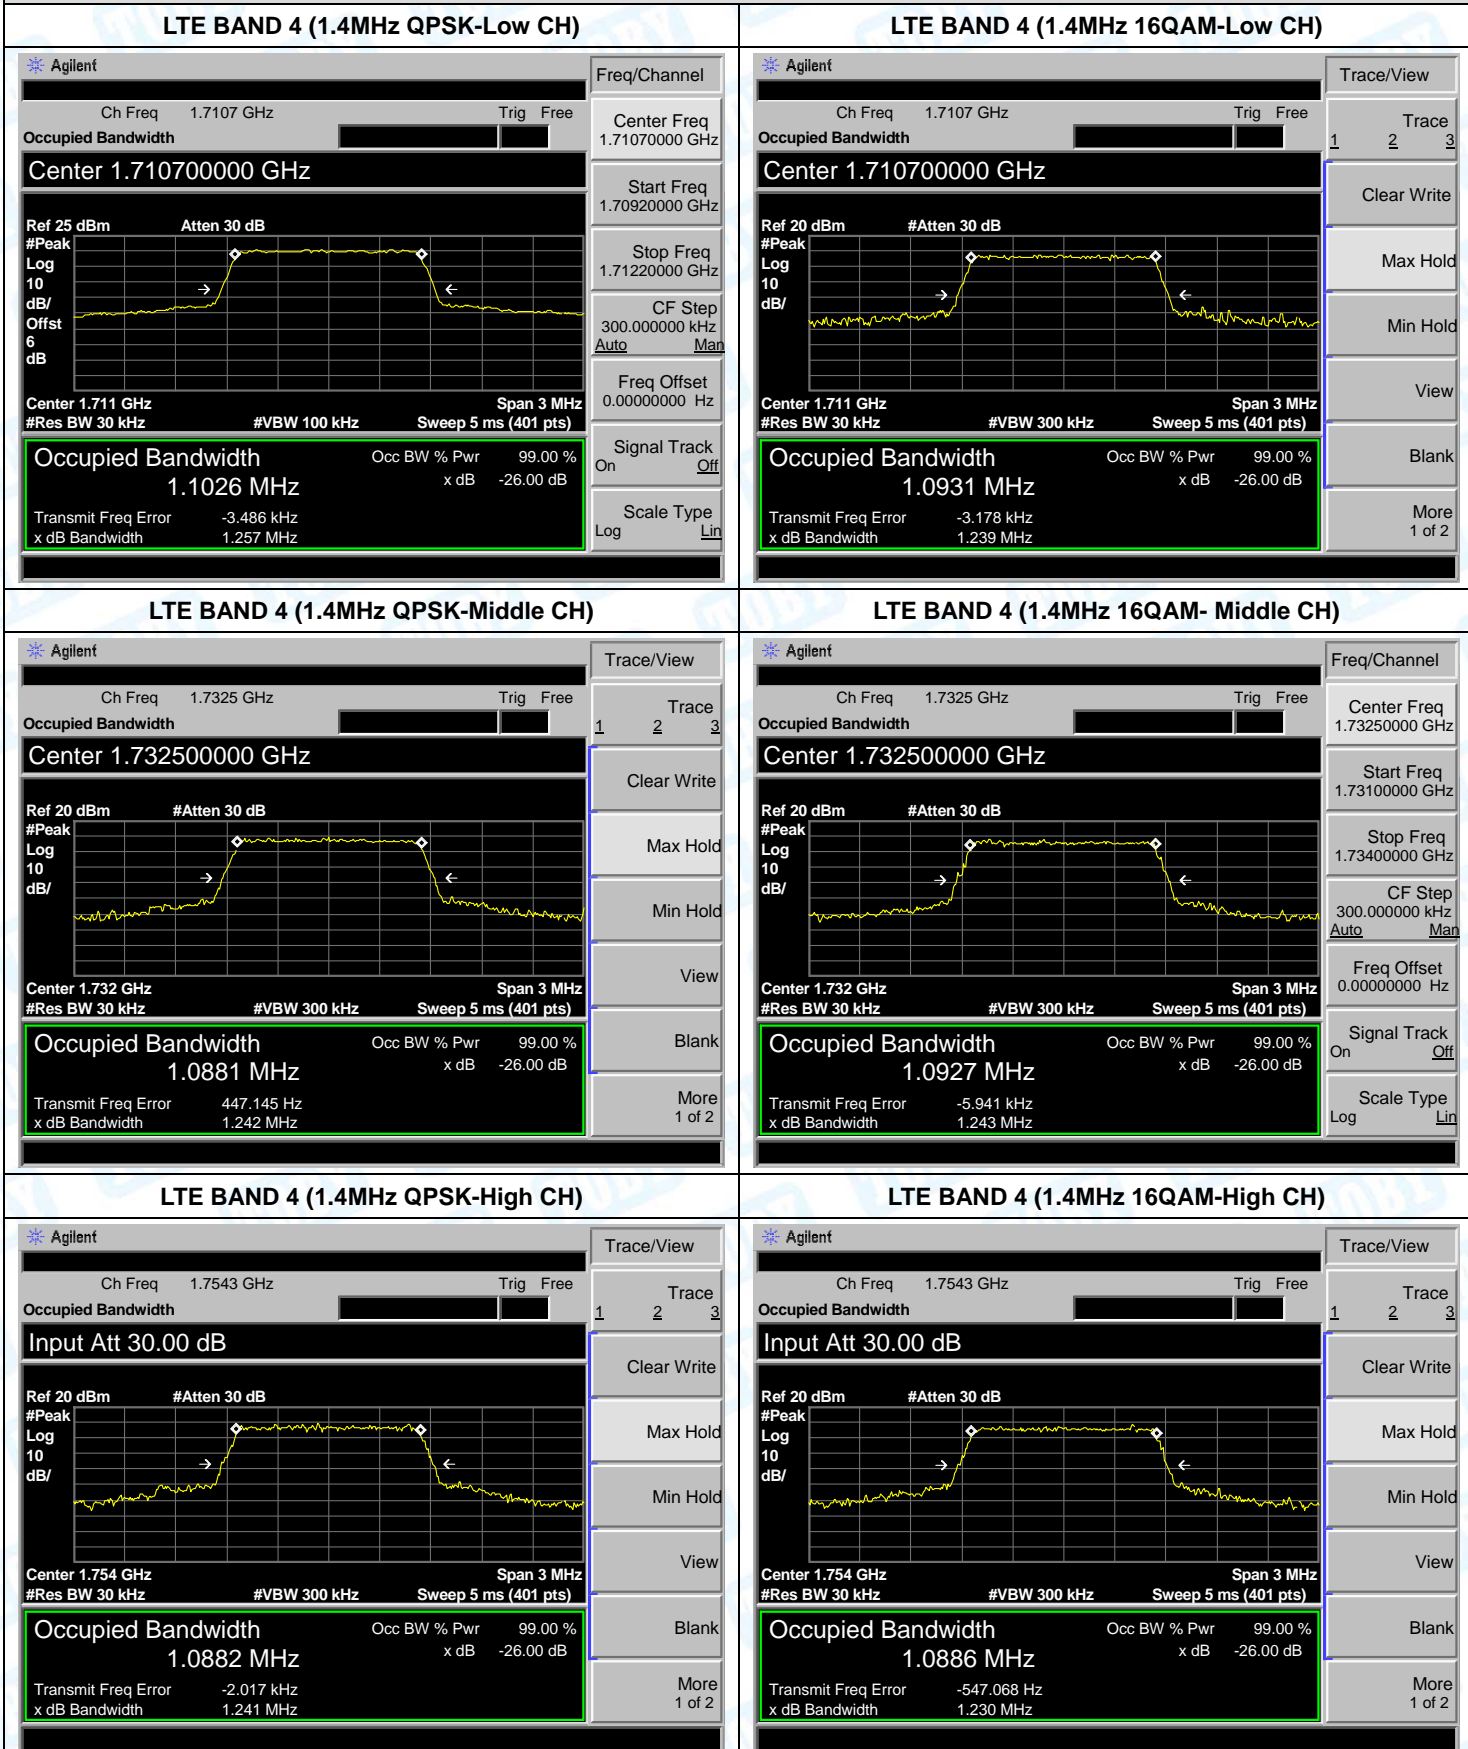 LTE BAND 4 (1.4MHz QPSK-Low CH)
LTE BAND 4 (1.4MHz 16QAM-Low CH)
Agilent
Freq/Channel
Ch Freq 1.7107 GHz Trig Free
Occupied Bandwidth
Center 1.710700000 GHz
Ref 25 dBm Atten 30 dB
#Peak
Log
10
dB/
Offst
6
dB
Center 1.711 GHz Span 3 MHz
#Res BW 30 kHz #VBW 100 kHz Sweep 5 ms (401 pts)
Occupied Bandwidth Occ BW % Pwr 99.00 %
1.1026 MHz x dB -26.00 dB
Transmit Freq Error -3.486 kHz
x dB Bandwidth 1.257 MHz
Center Freq
1.71070000 GHz
Start Freq
1.70920000 GHz
Stop Freq
1.71220000 GHz
CF Step
300.000000 kHz
Auto Man
Freq Offset
0.00000000 Hz
Signal Track
On Off
Scale Type
Log Lin
Agilent
Trace/View
Ch Freq 1.7107 GHz Trig Free
Occupied Bandwidth
Center 1.710700000 GHz
Ref 20 dBm #Atten 30 dB
#Peak
Log
10
dB/
Center 1.711 GHz Span 3 MHz
#Res BW 30 kHz #VBW 300 kHz Sweep 5 ms (401 pts)
Occupied Bandwidth Occ BW % Pwr 99.00 %
1.0931 MHz x dB -26.00 dB
Transmit Freq Error -3.178 kHz
x dB Bandwidth 1.239 MHz
Trace
1 2 3
Clear Write
Max Hold
Min Hold
View
Blank
More
1 of 2
LTE BAND 4 (1.4MHz QPSK-Middle CH)
LTE BAND 4 (1.4MHz 16QAM- Middle CH)
Agilent
Trace/View
Ch Freq 1.7325 GHz Trig Free
Occupied Bandwidth
Center 1.732500000 GHz
Ref 20 dBm #Atten 30 dB
#Peak
Log
10
dB/
Center 1.732 GHz Span 3 MHz
#Res BW 30 kHz #VBW 300 kHz Sweep 5 ms (401 pts)
Occupied Bandwidth Occ BW % Pwr 99.00 %
1.0881 MHz x dB -26.00 dB
Transmit Freq Error 447.145 Hz
x dB Bandwidth 1.242 MHz
Trace
1 2 3
Clear Write
Max Hold
Min Hold
View
Blank
More
1 of 2
Agilent
Freq/Channel
Ch Freq 1.7325 GHz Trig Free
Occupied Bandwidth
Center 1.732500000 GHz
Ref 20 dBm #Atten 30 dB
#Peak
Log
10
dB/
Center 1.732 GHz Span 3 MHz
#Res BW 30 kHz #VBW 300 kHz Sweep 5 ms (401 pts)
Occupied Bandwidth Occ BW % Pwr 99.00 %
1.0927 MHz x dB -26.00 dB
Transmit Freq Error -5.941 kHz
x dB Bandwidth 1.243 MHz
Center Freq
1.73250000 GHz
Start Freq
1.73100000 GHz
Stop Freq
1.73400000 GHz
CF Step
300.000000 kHz
Auto Man
Freq Offset
0.00000000 Hz
Signal Track
On Off
Scale Type
Log Lin
LTE BAND 4 (1.4MHz QPSK-High CH)
LTE BAND 4 (1.4MHz 16QAM-High CH)
Agilent
Trace/View
Ch Freq 1.7543 GHz Trig Free
Occupied Bandwidth
Input Att 30.00 dB
Ref 20 dBm #Atten 30 dB
#Peak
Log
10
dB/
Center 1.754 GHz Span 3 MHz
#Res BW 30 kHz #VBW 300 kHz Sweep 5 ms (401 pts)
Occupied Bandwidth Occ BW % Pwr 99.00 %
1.0882 MHz x dB -26.00 dB
Transmit Freq Error -2.017 kHz
x dB Bandwidth 1.241 MHz
Trace
1 2 3
Clear Write
Max Hold
Min Hold
View
Blank
More
1 of 2
Agilent
Trace/View
Ch Freq 1.7543 GHz Trig Free
Occupied Bandwidth
Input Att 30.00 dB
Ref 20 dBm #Atten 30 dB
#Peak
Log
10
dB/
Center 1.754 GHz Span 3 MHz
#Res BW 30 kHz #VBW 300 kHz Sweep 5 ms (401 pts)
Occupied Bandwidth Occ BW % Pwr 99.00 %
1.0886 MHz x dB -26.00 dB
Transmit Freq Error -547.068 Hz
x dB Bandwidth 1.230 MHz
Trace
1 2 3
Clear Write
Max Hold
Min Hold
View
Blank
More
1 of 2